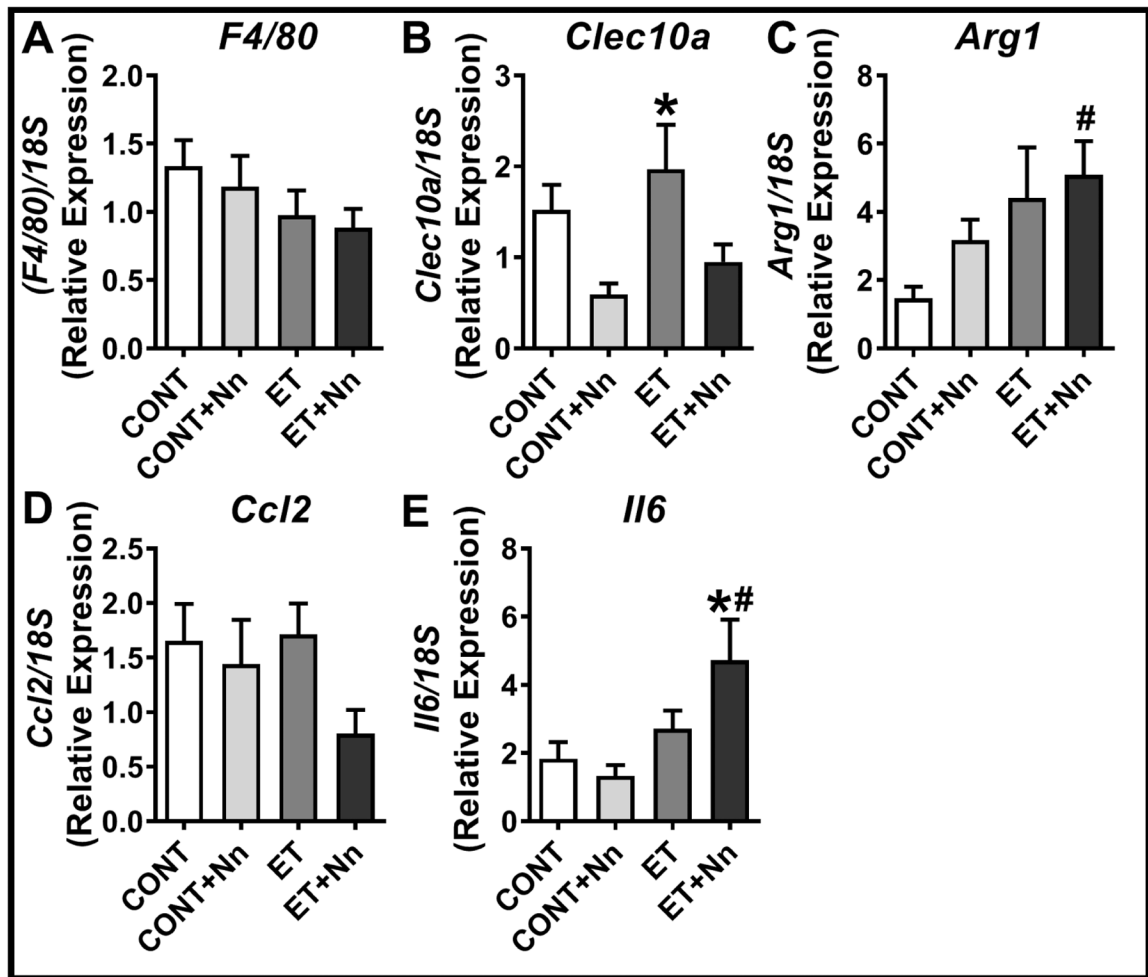 A F4/80
(F4/80)/18S
(Relative Expression)
2.0
1.5
1.0
0.5
0.0
CONT
CONT+Nn
ET
ET+Nn
B Clec10a
Clec10a/18S
(Relative Expression)
3
2
1
0
*
CONT
CONT+Nn
ET
ET+Nn
C Arg1
Arg1/18S
(Relative Expression)
8
6
4
2
0
#
CONT
CONT+Nn
ET
ET+Nn
D Ccl2
Ccl2/18S
(Relative Expression)
2.5
2.0
1.5
1.0
0.5
0.0
CONT
CONT+Nn
ET
ET+Nn
E Il6
Il6/18S
(Relative Expression)
8
6
4
2
0
*#
CONT
CONT+Nn
ET
ET+Nn